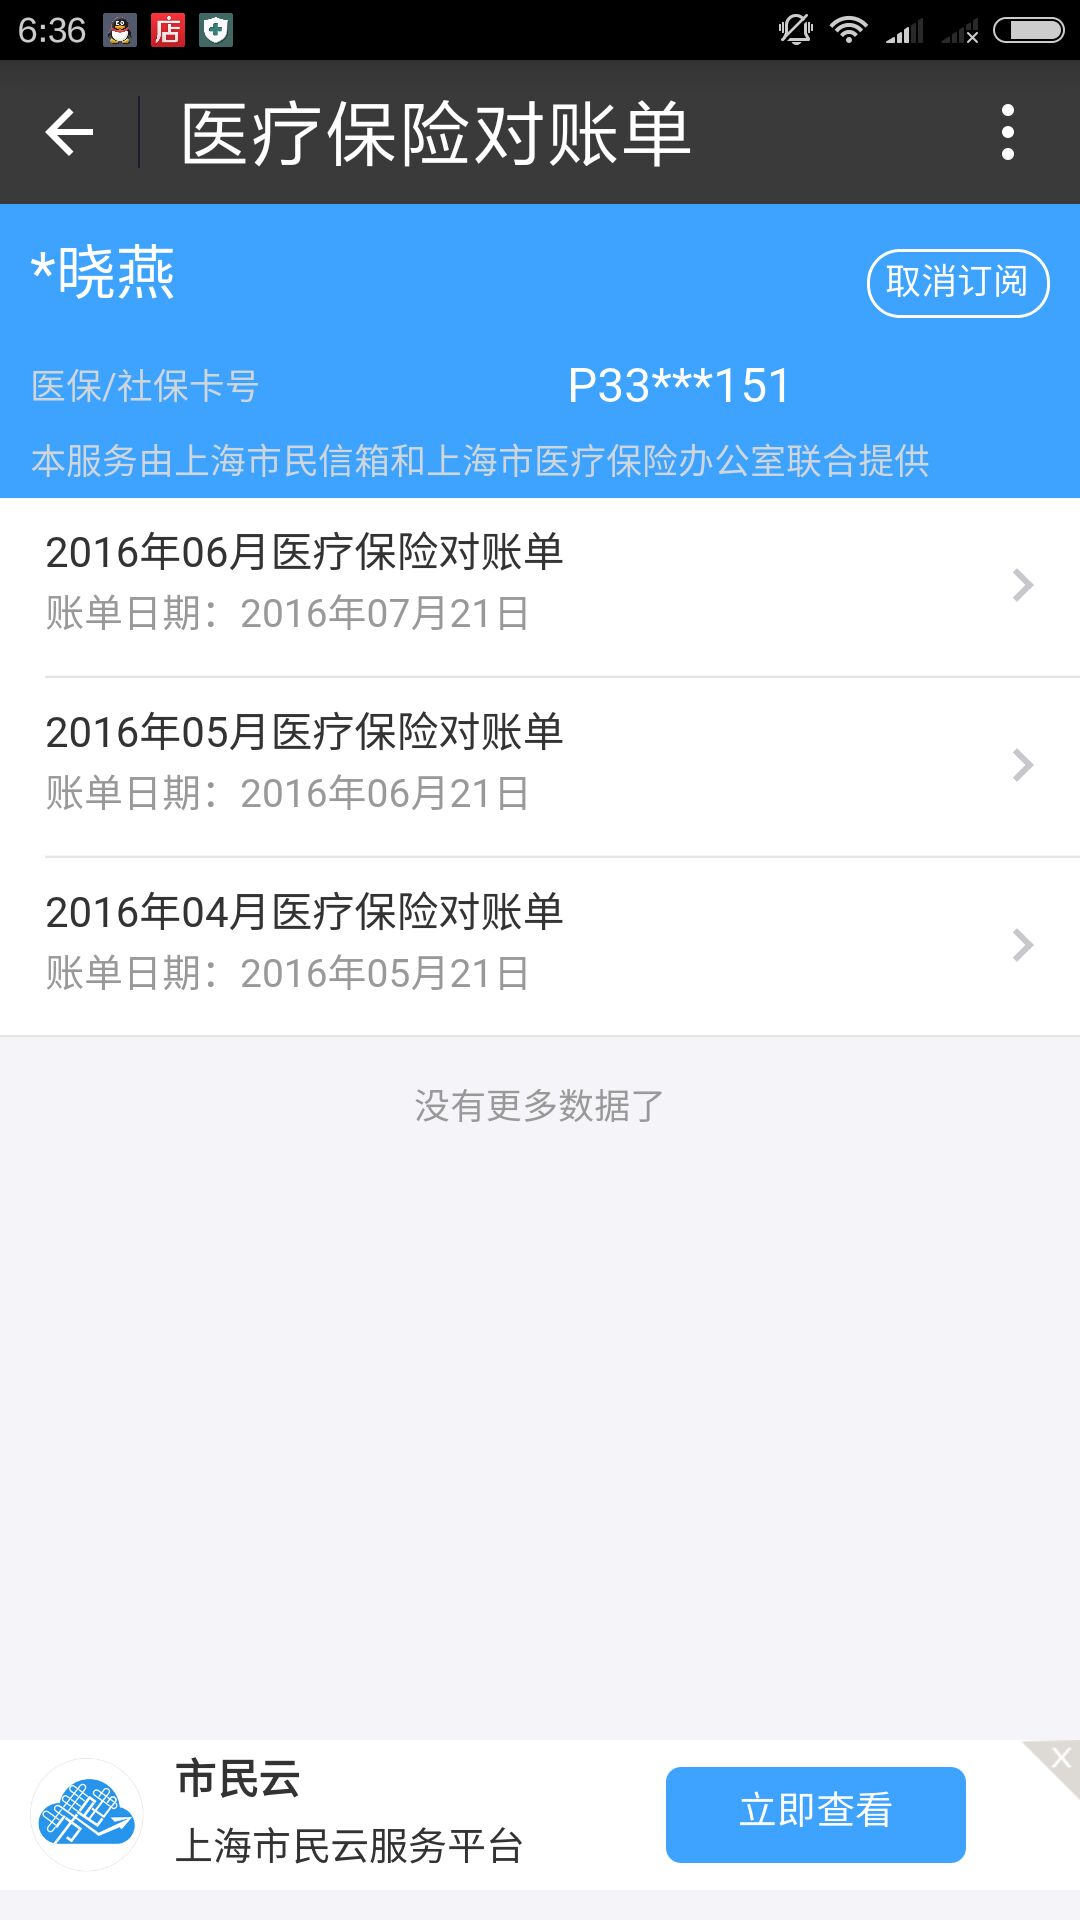 6:36
店
医疗保险对账单
*晓燕
取消订阅
医保/社保卡号 P33***151
本服务由上海市民信箱和上海市医疗保险办公室联合提供
2016年06月医疗保险对账单
账单日期：2016年07月21日
2016年05月医疗保险对账单
账单日期：2016年06月21日
2016年04月医疗保险对账单
账单日期：2016年05月21日
没有更多数据了
市民云
上海市民云服务平台
立即查看